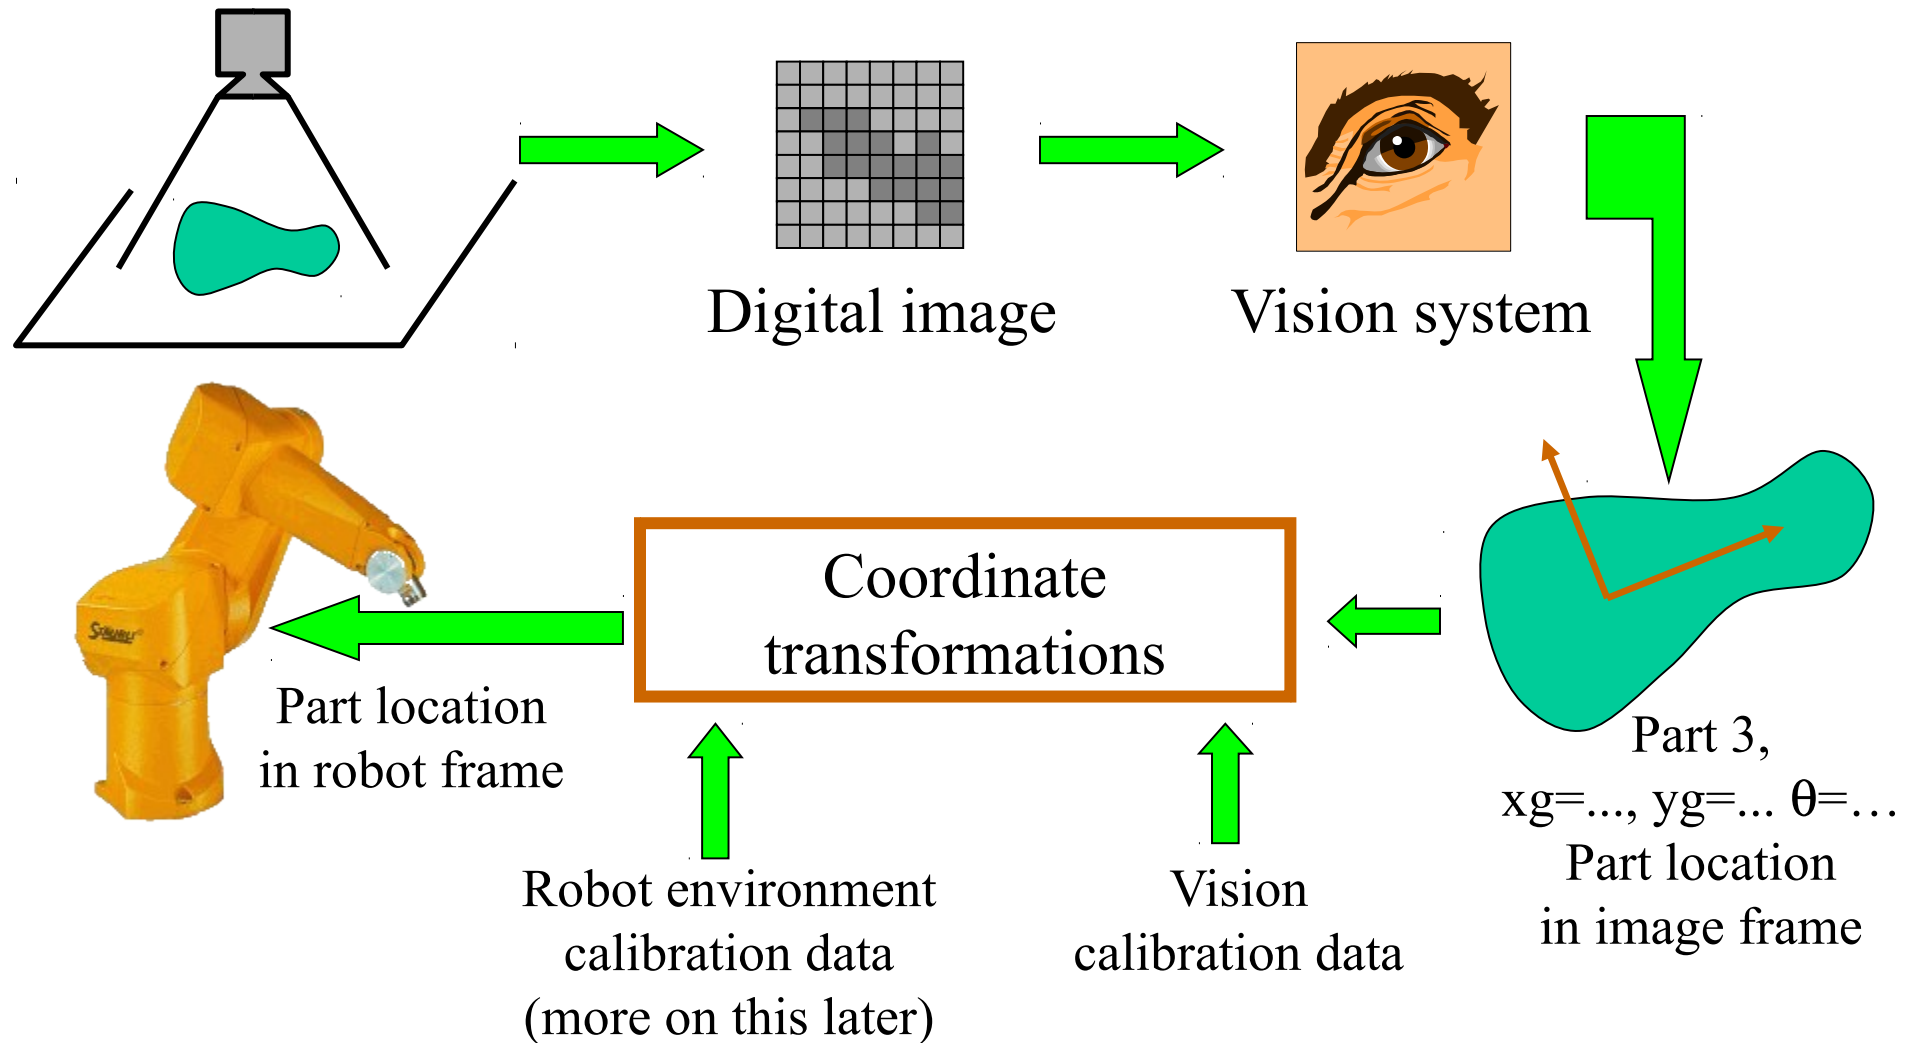 Digital image
Vision system
Coordinate
transformations
STÄUBLI
Part location
in robot frame
Part 3,
xg=..., yg=... θ=…
Part location
in image frame
Robot environment
calibration data
(more on this later)
Vision
calibration data